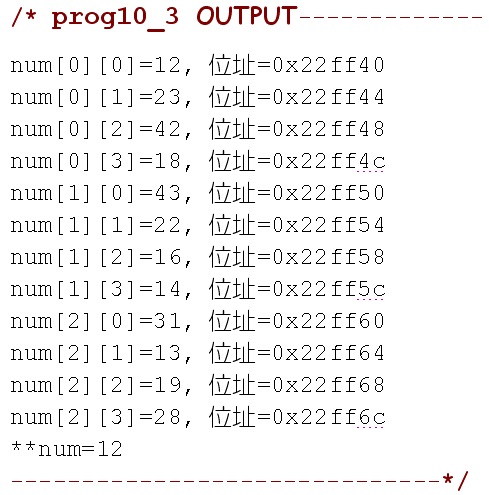 /* prog10_3 OUTPUT-------------
num[0][0]=12, 位址=0x22ff40
num[0][1]=23, 位址=0x22ff44
num[0][2]=42, 位址=0x22ff48
num[0][3]=18, 位址=0x22ff4c
num[1][0]=43, 位址=0x22ff50
num[1][1]=22, 位址=0x22ff54
num[1][2]=16, 位址=0x22ff58
num[1][3]=14, 位址=0x22ff5c
num[2][0]=31, 位址=0x22ff60
num[2][1]=13, 位址=0x22ff64
num[2][2]=19, 位址=0x22ff68
num[2][3]=28, 位址=0x22ff6c
**num=12
------------------------------*/